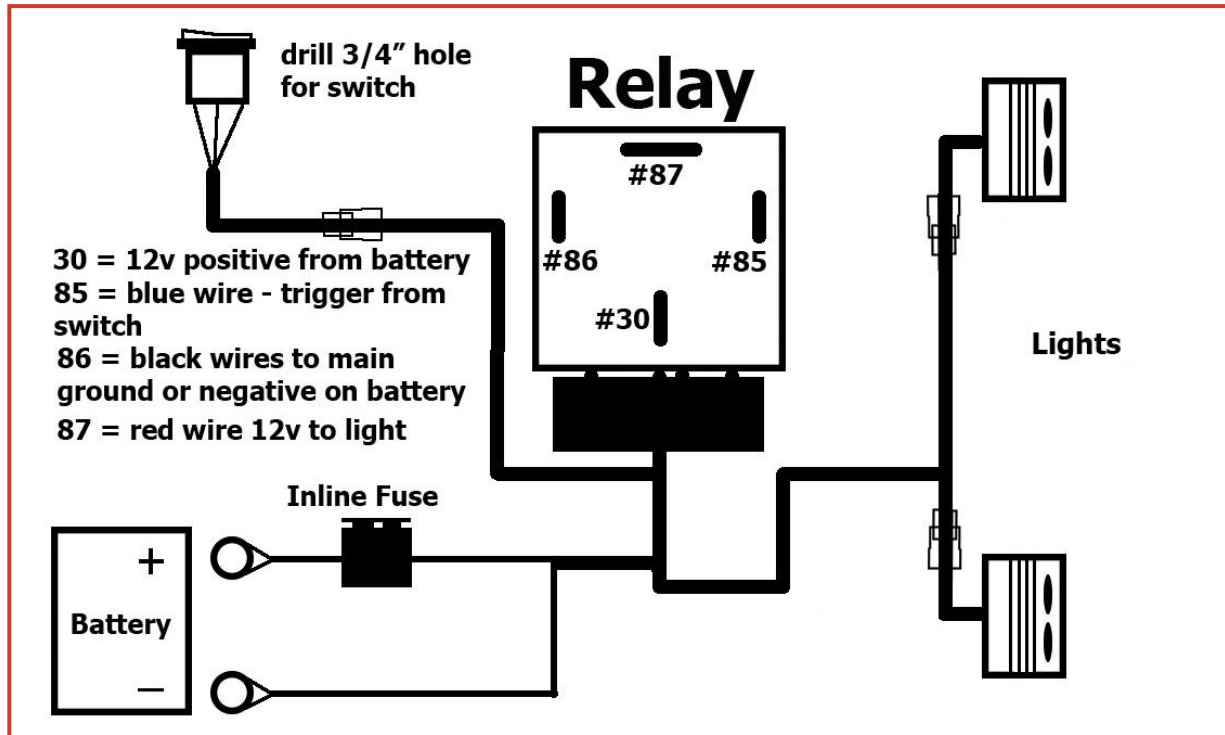 drill 3/4” hole
for switch
Relay
#87
#86
#85
#30
30 = 12v positive from battery
85 = blue wire - trigger from
switch
86 = black wires to main
ground or negative on battery
87 = red wire 12v to light
Lights
Inline Fuse
+
Battery
–